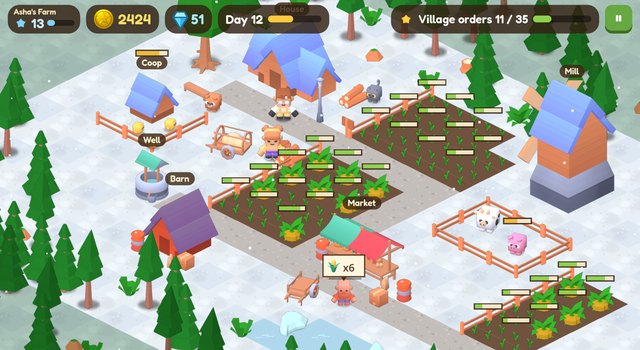 Asha's Farm
13
2424
51
Day 12
House
Village orders 11 / 35
Coop
Mill
Well
Barn
Market
x6